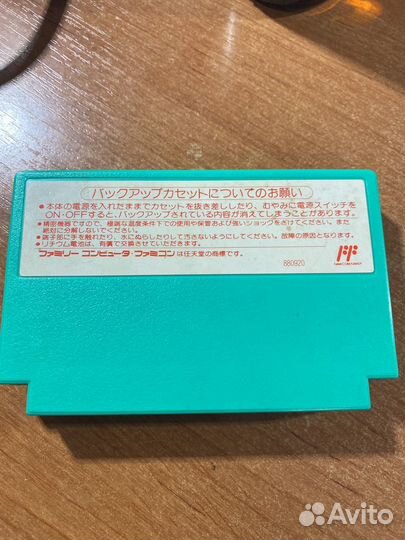 バックアップカセットについてのお願い
●本体の電源を入れたままでカセットを抜き差ししたり、むやみに電源スイッチを
ON・OFFすると、バックアップされている内容が消えてしまうことがあります。
●精密機器ですので、極端な温度条件下での使用や保管および強いショックをさけてください。また、
絶対に分解しないでください。
●端子部に手を触れたり、水にぬらしたりして汚さないようにしてください。故障の原因となります。
●リチウム電池は、有償で交換させていただきます。
ファミリーコンピュータ・ファミコンは任天堂の商標です。
880920
Avito